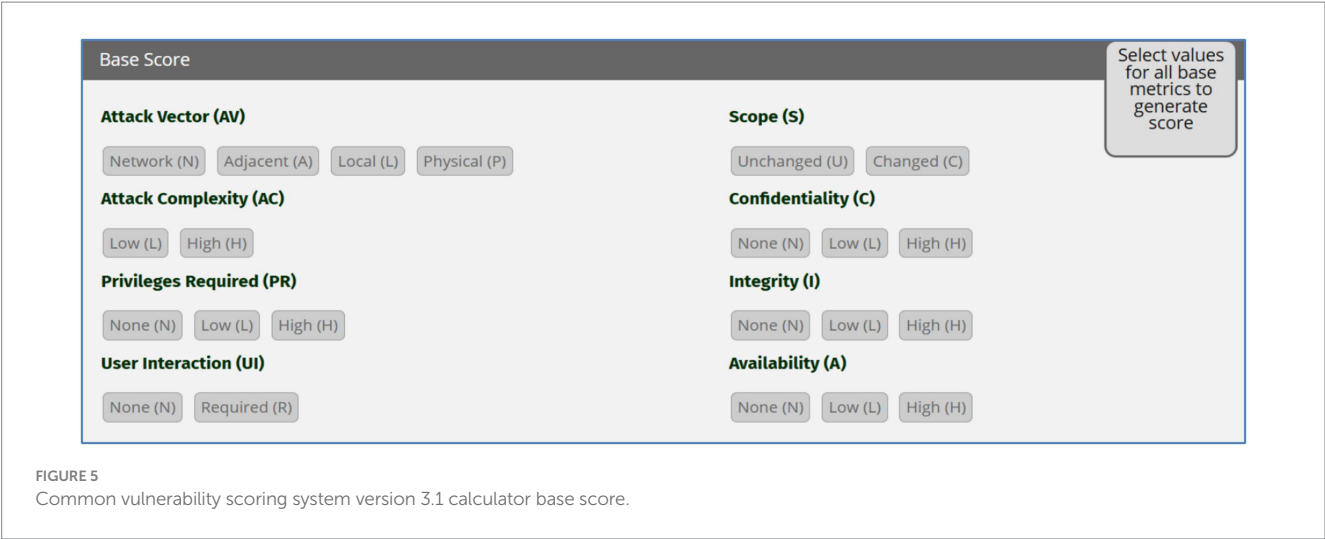 Base Score
Select values
for all base
metrics to
generate
score
Attack Vector (AV)
Network (N) Adjacent (A) Local (L) Physical (P)
Attack Complexity (AC)
Low (L) High (H)
Privileges Required (PR)
None (N) Low (L) High (H)
User Interaction (UI)
None (N) Required (R)
Scope (S)
Unchanged (U) Changed (C)
Confidentiality (C)
None (N) Low (L) High (H)
Integrity (I)
None (N) Low (L) High (H)
Availability (A)
None (N) Low (L) High (H)
FIGURE 5
Common vulnerability scoring system version 3.1 calculator base score.